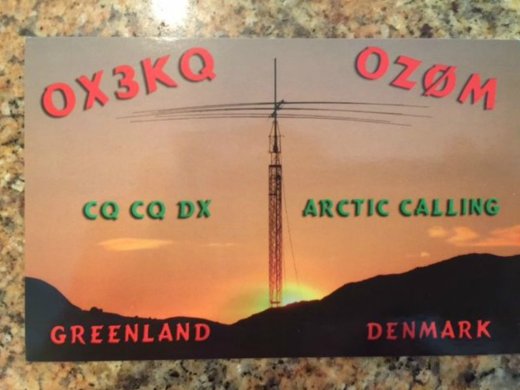 OX3KQ OZØM
CQ CQ DX ARCTIC CALLING
GREENLAND DENMARK